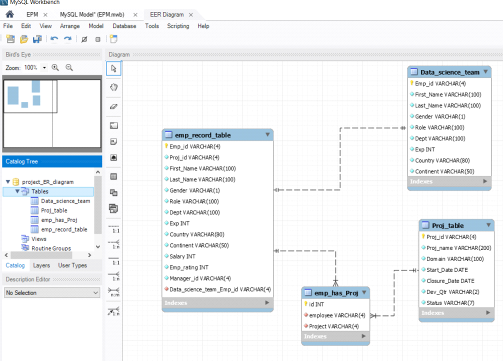 MySQL Workbench
EPM ×
MySQL Model* (EPM.mwb) ×
EER Diagram ×
File Edit View Arrange Model Database Tools Scripting Help
Bird's Eye
Diagram
Zoom: 100%
Catalog Tree
project_ER_diagram
Tables
Data_science_team
Proj_table
emp_has_Proj
emp_record_table
Views
Routine Groups
Catalog Layers User Types
Description Editor
No Selection
1:1
1:n
1:1
1:n
n:m
1:n
emp_record_table
Emp_id VARCHAR(4)
Proj_id VARCHAR(4)
First_Name VARCHAR(100)
Last_Name VARCHAR(100)
Gender VARCHAR(1)
Role VARCHAR(100)
Dept VARCHAR(100)
Exp INT
Country VARCHAR(80)
Continent VARCHAR(50)
Salary INT
Emp_rating INT
Manager_id VARCHAR(4)
Data_science_team_Emp_id VARCHAR(4)
Indexes
Data_science_team
Emp_id VARCHAR(4)
First_Name VARCHAR(100)
Last_Name VARCHAR(100)
Gender VARCHAR(1)
Role VARCHAR(100)
Dept VARCHAR(100)
Exp INT
Country VARCHAR(80)
Continent VARCHAR(50)
Indexes
emp_has_Proj
id INT
employee VARCHAR(4)
Project VARCHAR(4)
Indexes
Proj_table
Proj_id VARCHAR(4)
Proj_name VARCHAR(200)
Domain VARCHAR(100)
Start_Date DATE
Closure_Date DATE
Dev_Qtr VARCHAR(2)
Status VARCHAR(7)
Indexes